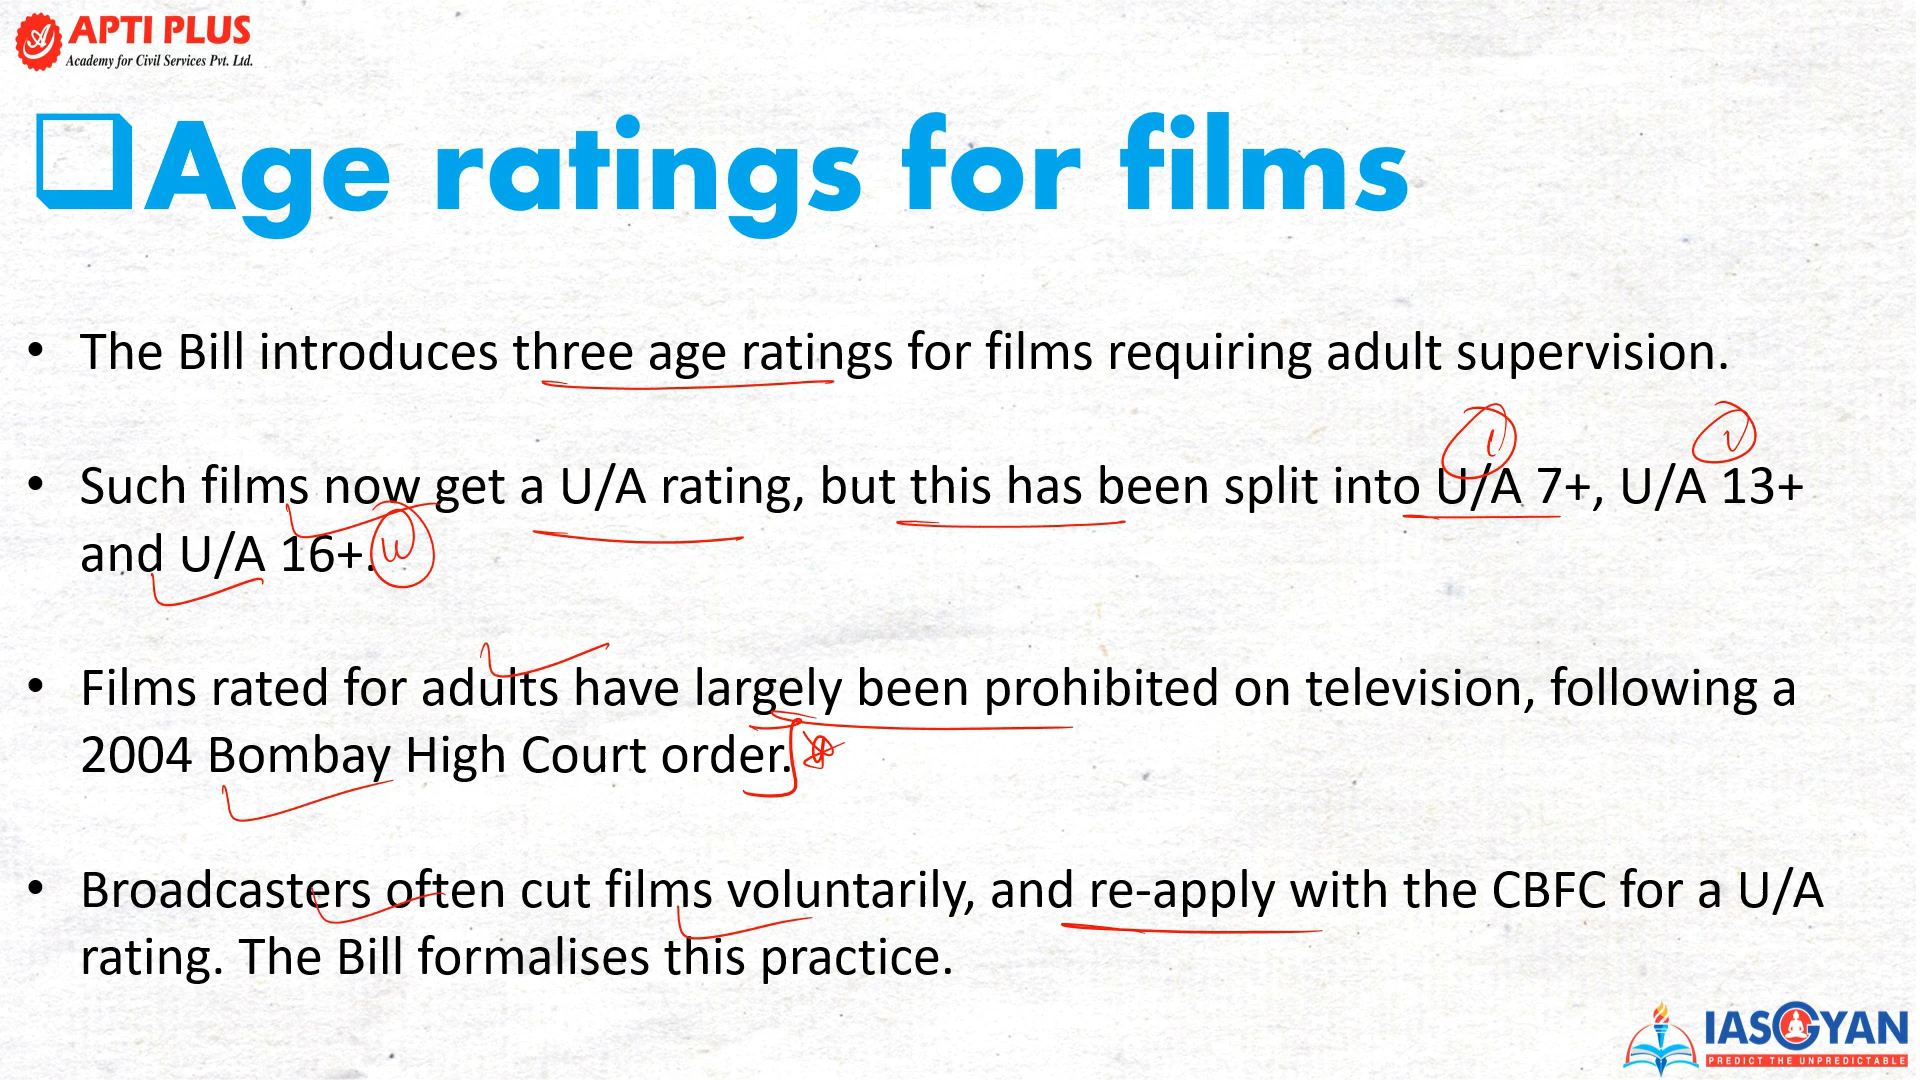 APTI PLUS
Academy for Civil Services Pvt. Ltd.
Age ratings for films
• The Bill introduces three age ratings for films requiring adult supervision.
• Such films now get a U/A rating, but this has been split into U/A 7+, U/A 13+
and U/A 16+.
• Films rated for adults have largely been prohibited on television, following a
2004 Bombay High Court order.
• Broadcasters often cut films voluntarily, and re-apply with the CBFC for a U/A
rating. The Bill formalises this practice.
IASGYAN
PREDICT THE UNPREDICTABLE